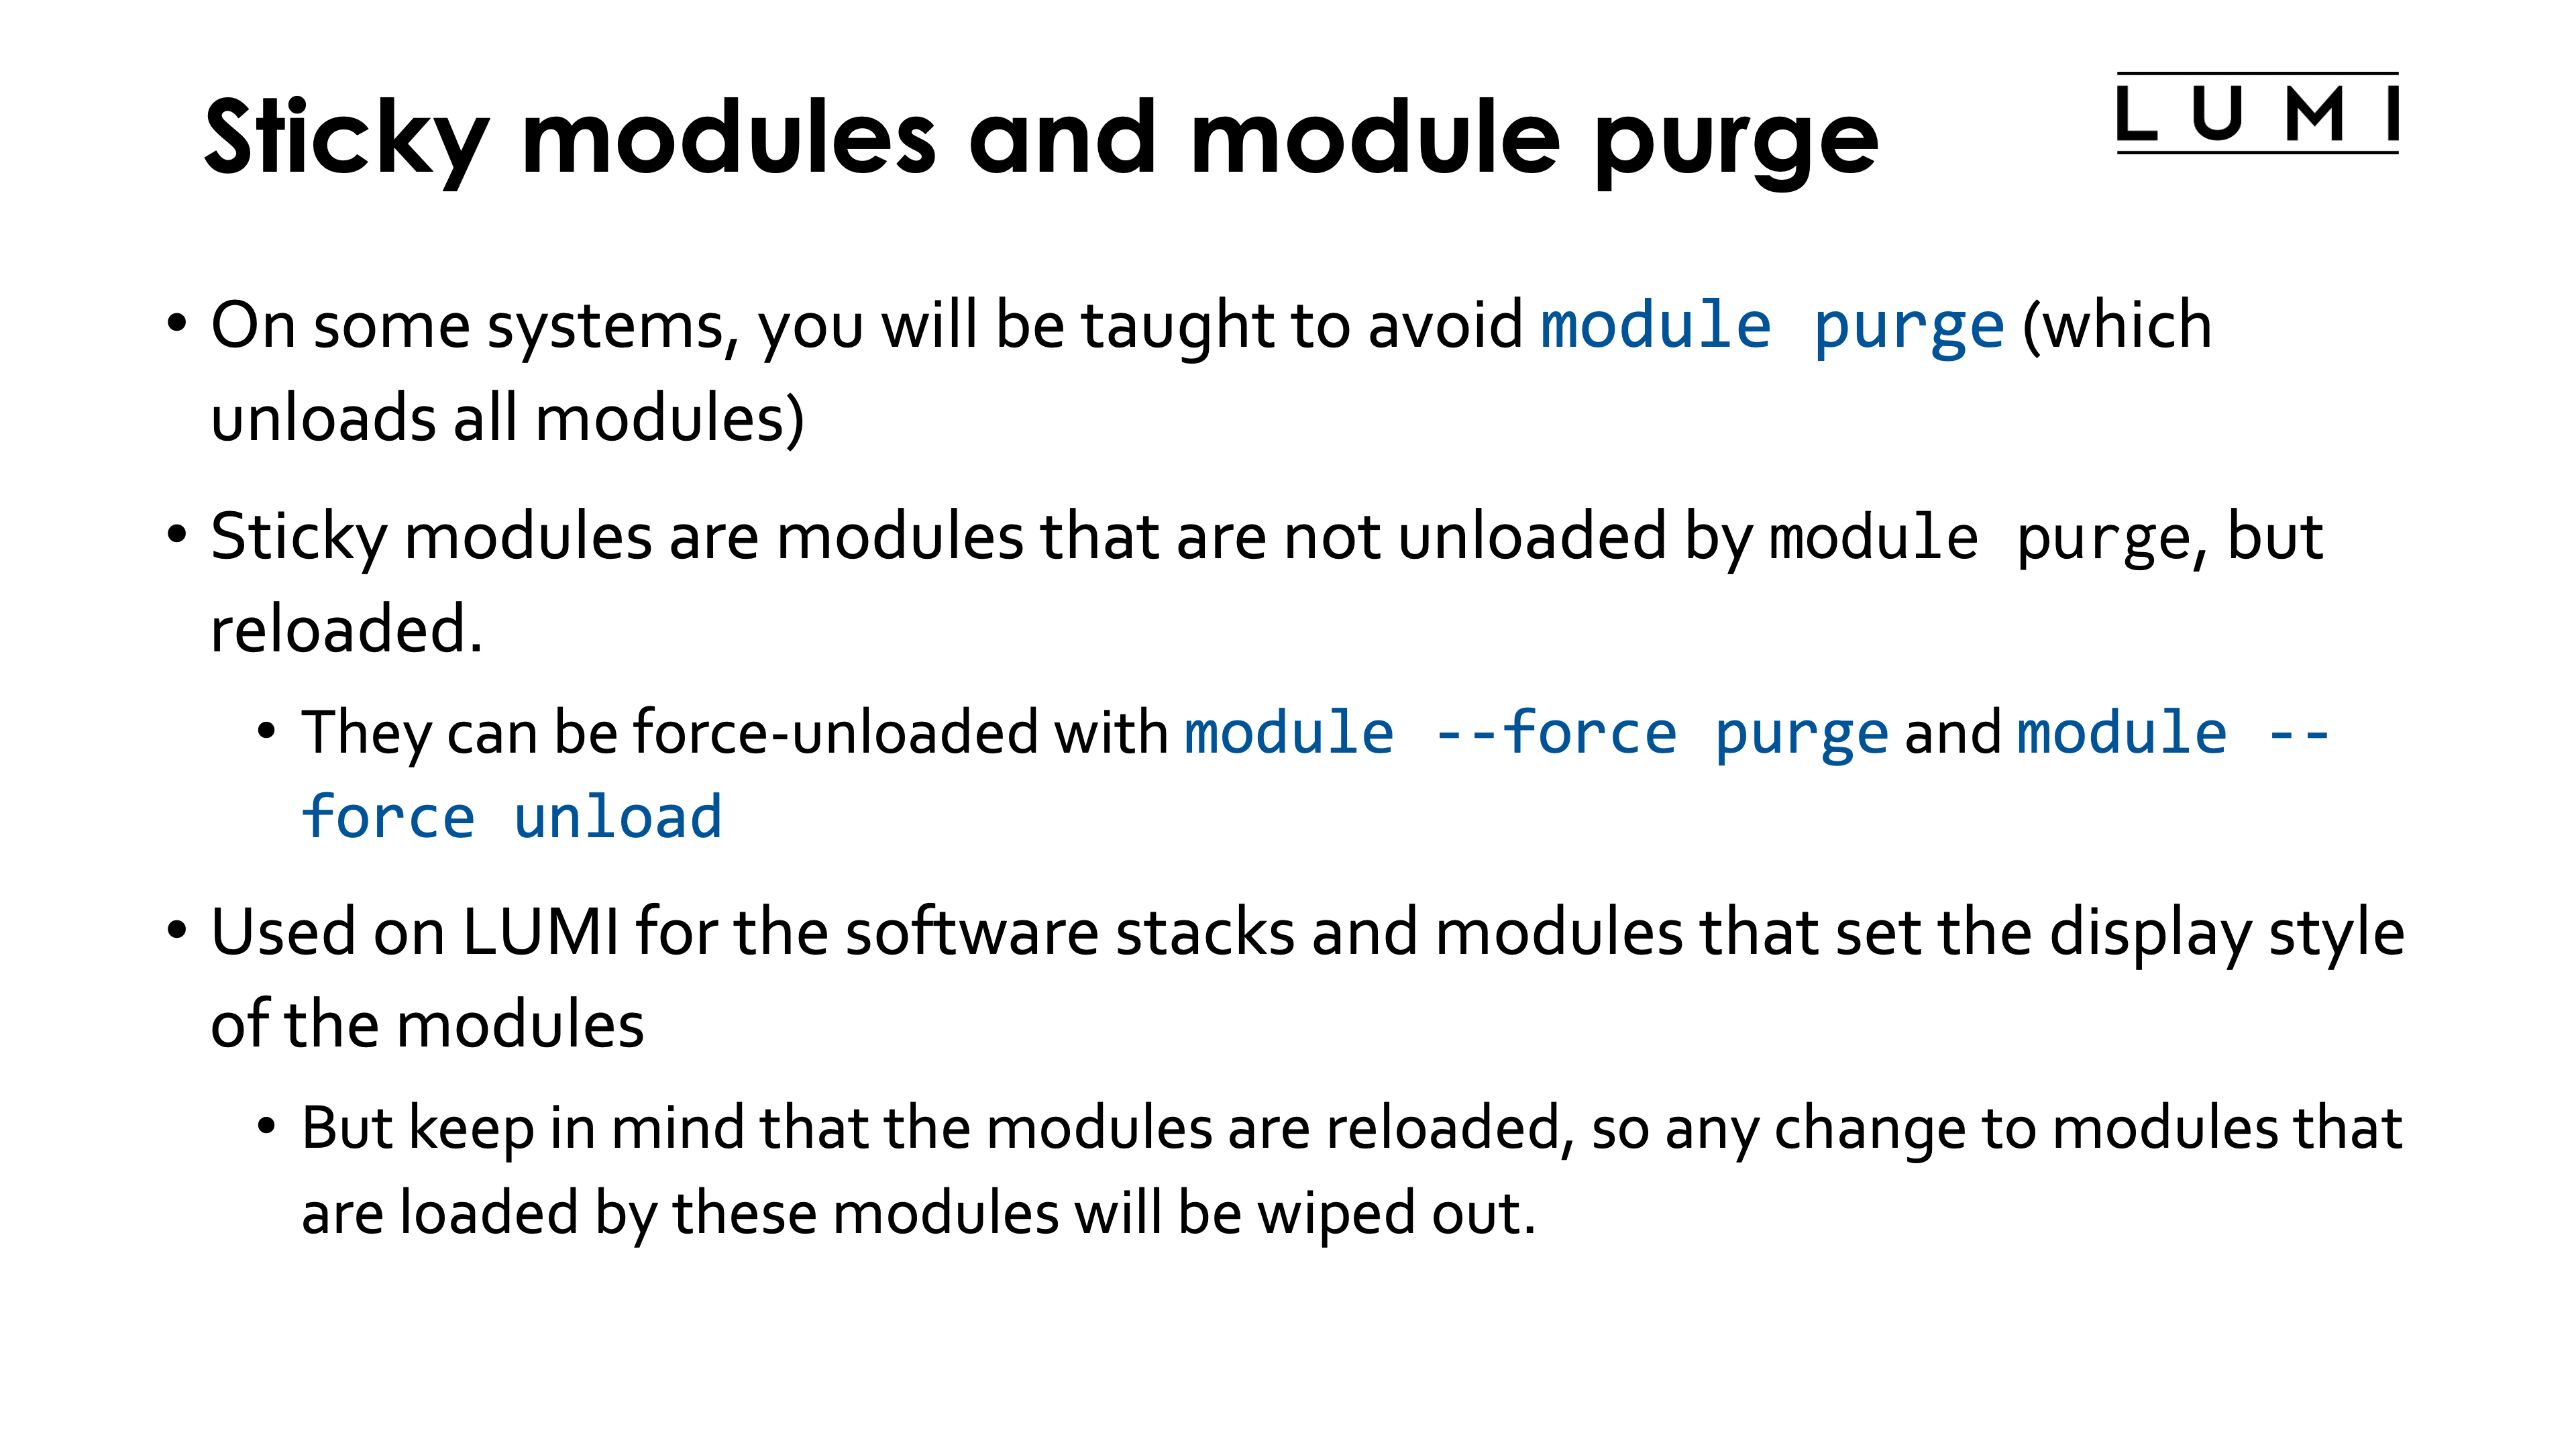 Sticky modules and module purge
LUMI
• On some systems, you will be taught to avoid module purge (which
unloads all modules)
• Sticky modules are modules that are not unloaded by module purge, but
reloaded.
• They can be force-unloaded with module --force purge and module --
force unload
• Used on LUMI for the software stacks and modules that set the display style
of the modules
• But keep in mind that the modules are reloaded, so any change to modules that
are loaded by these modules will be wiped out.